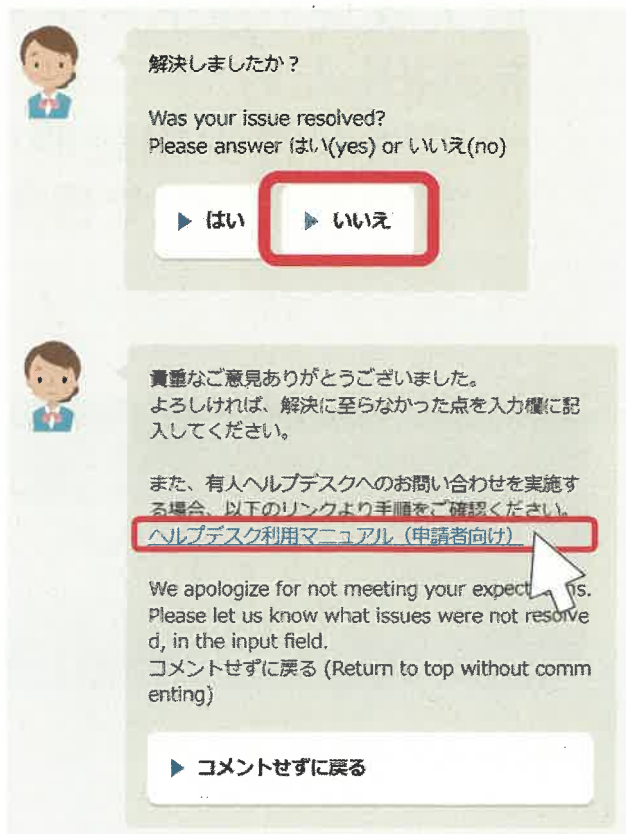 解決しましたか？
Was your issue resolved?
Please answer はい(yes) or いいえ(no)
▶ はい
▶ いいえ
貴重なご意見ありがとうございました。
よろしければ、解決に至らなかった点を入力欄に記
入してください。
また、有人ヘルプデスクへのお問い合わせを実施す
る場合、以下のリンクより手順をご確認ください。
ヘルプデスク利用マニュアル（申請者向け）
We apologize for not meeting your
Please let us know what issues were not resolve
d, in the input field.
コメントせずに戻る (Return to top without comm
enting)
▶ コメントせずに戻る